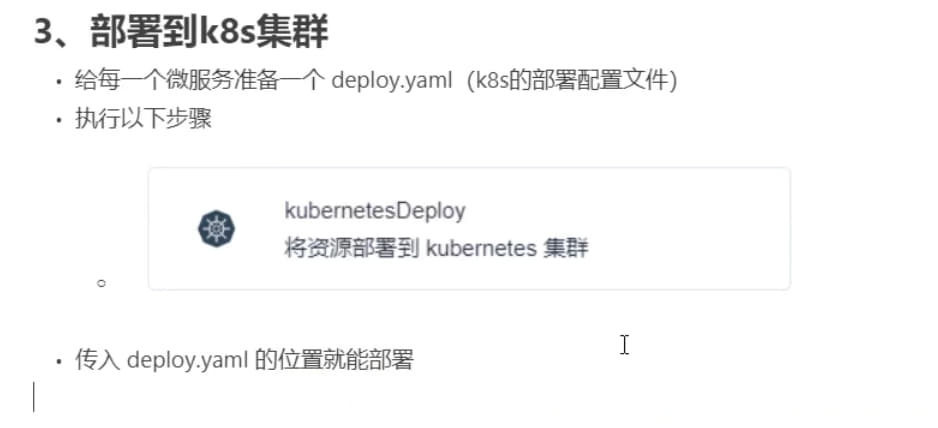 3、部署到k8s集群
• 给每一个微服务准备一个 deploy.yaml（k8s的部署配置文件）
• 执行以下步骤
kubernetesDeploy
将资源部署到 kubernetes 集群
• 传入 deploy.yaml 的位置就能部署